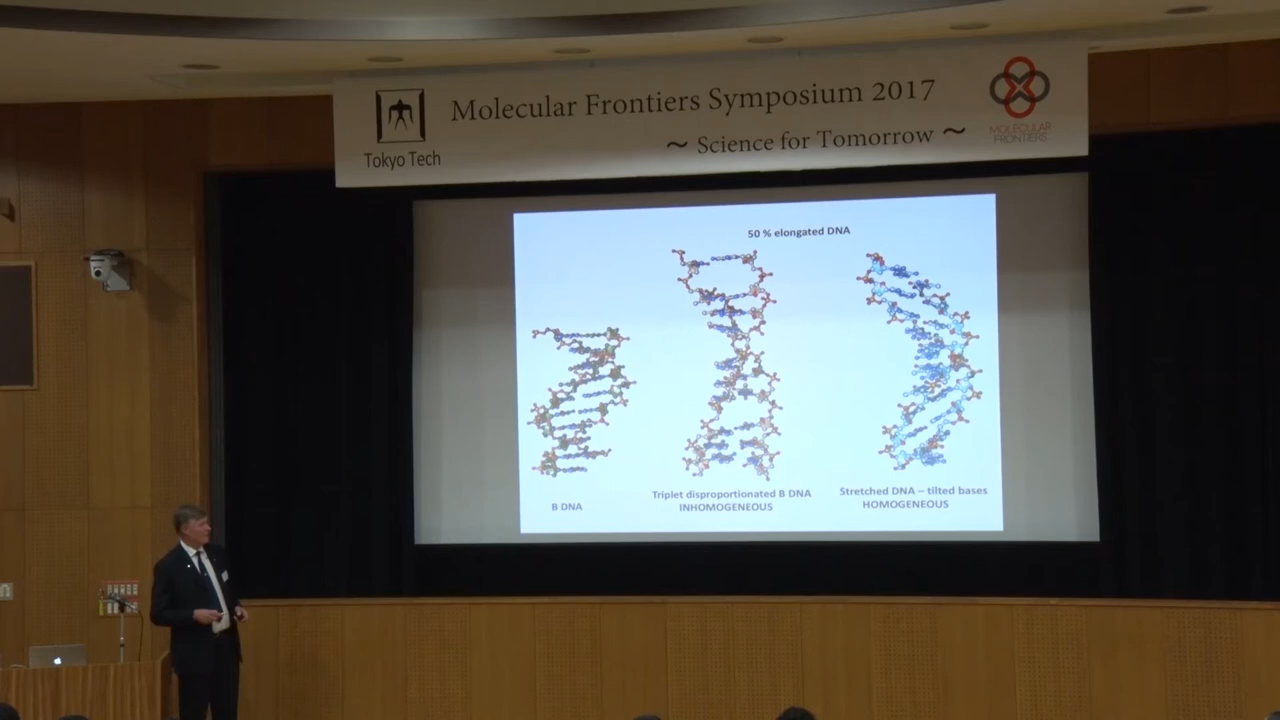 Molecular Frontiers Symposium 2017
~ Science for Tomorrow ~
Tokyo Tech
MOLECULAR
FRONTIERS
50 % elongated DNA
B DNA
Triplet disproportionated B DNA
INHOMOGENEOUS
Stretched DNA – tilted bases
HOMOGENEOUS